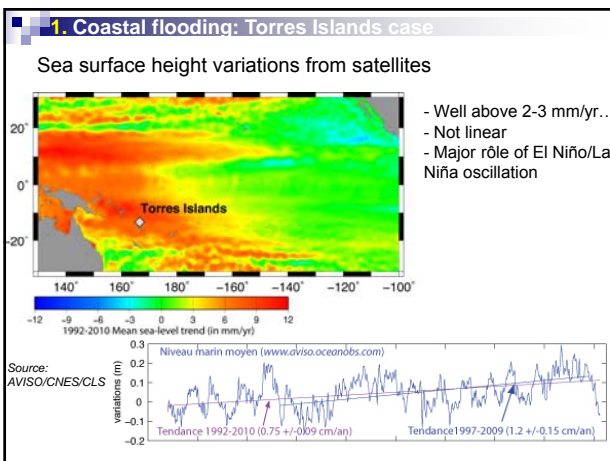 1. Coastal flooding: Torres Islands case
Sea surface height variations from satellites
20°
0°
−20°
Torres Islands
140° 160° 180° −160° −140° −120° −100°
−12 −9 −6 −3 0 3 6 9 12
1992-2010 Mean sea-level trend (in mm/yr)
- Well above 2-3 mm/yr…
- Not linear
- Major rôle of El Niño/La
Niña oscillation
Source:
AVISO/CNES/CLS
variations (m)
0.3
0.2
0.1
0
−0.1
−0.2
Niveau marin moyen (www.aviso.oceanobs.com)
Tendance 1992-2010 (0.75 +/-0.09 cm/an)
Tendance1997-2009 (1.2 +/-0.15 cm/an)